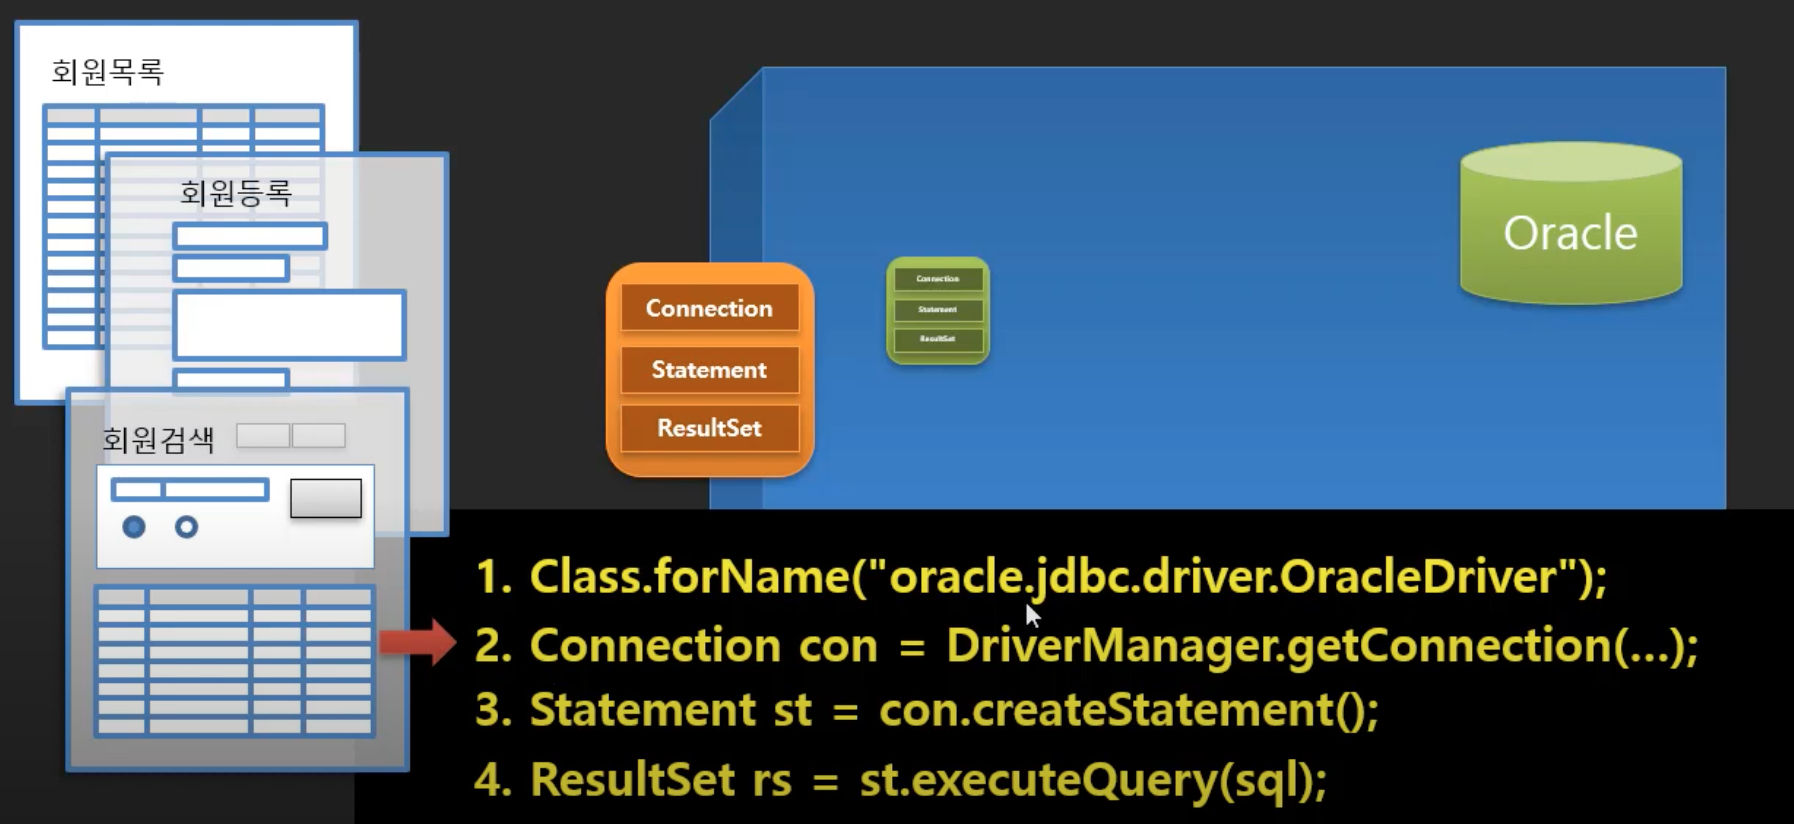 회원목록
회원등록
회원검색
Connection
Statement
ResultSet
Connection
Statement
ResultSet
Oracle
1. Class.forName("oracle.jdbc.driver.OracleDriver");
2. Connection con = DriverManager.getConnection(...);
3. Statement st = con.createStatement();
4. ResultSet rs = st.executeQuery(sql);